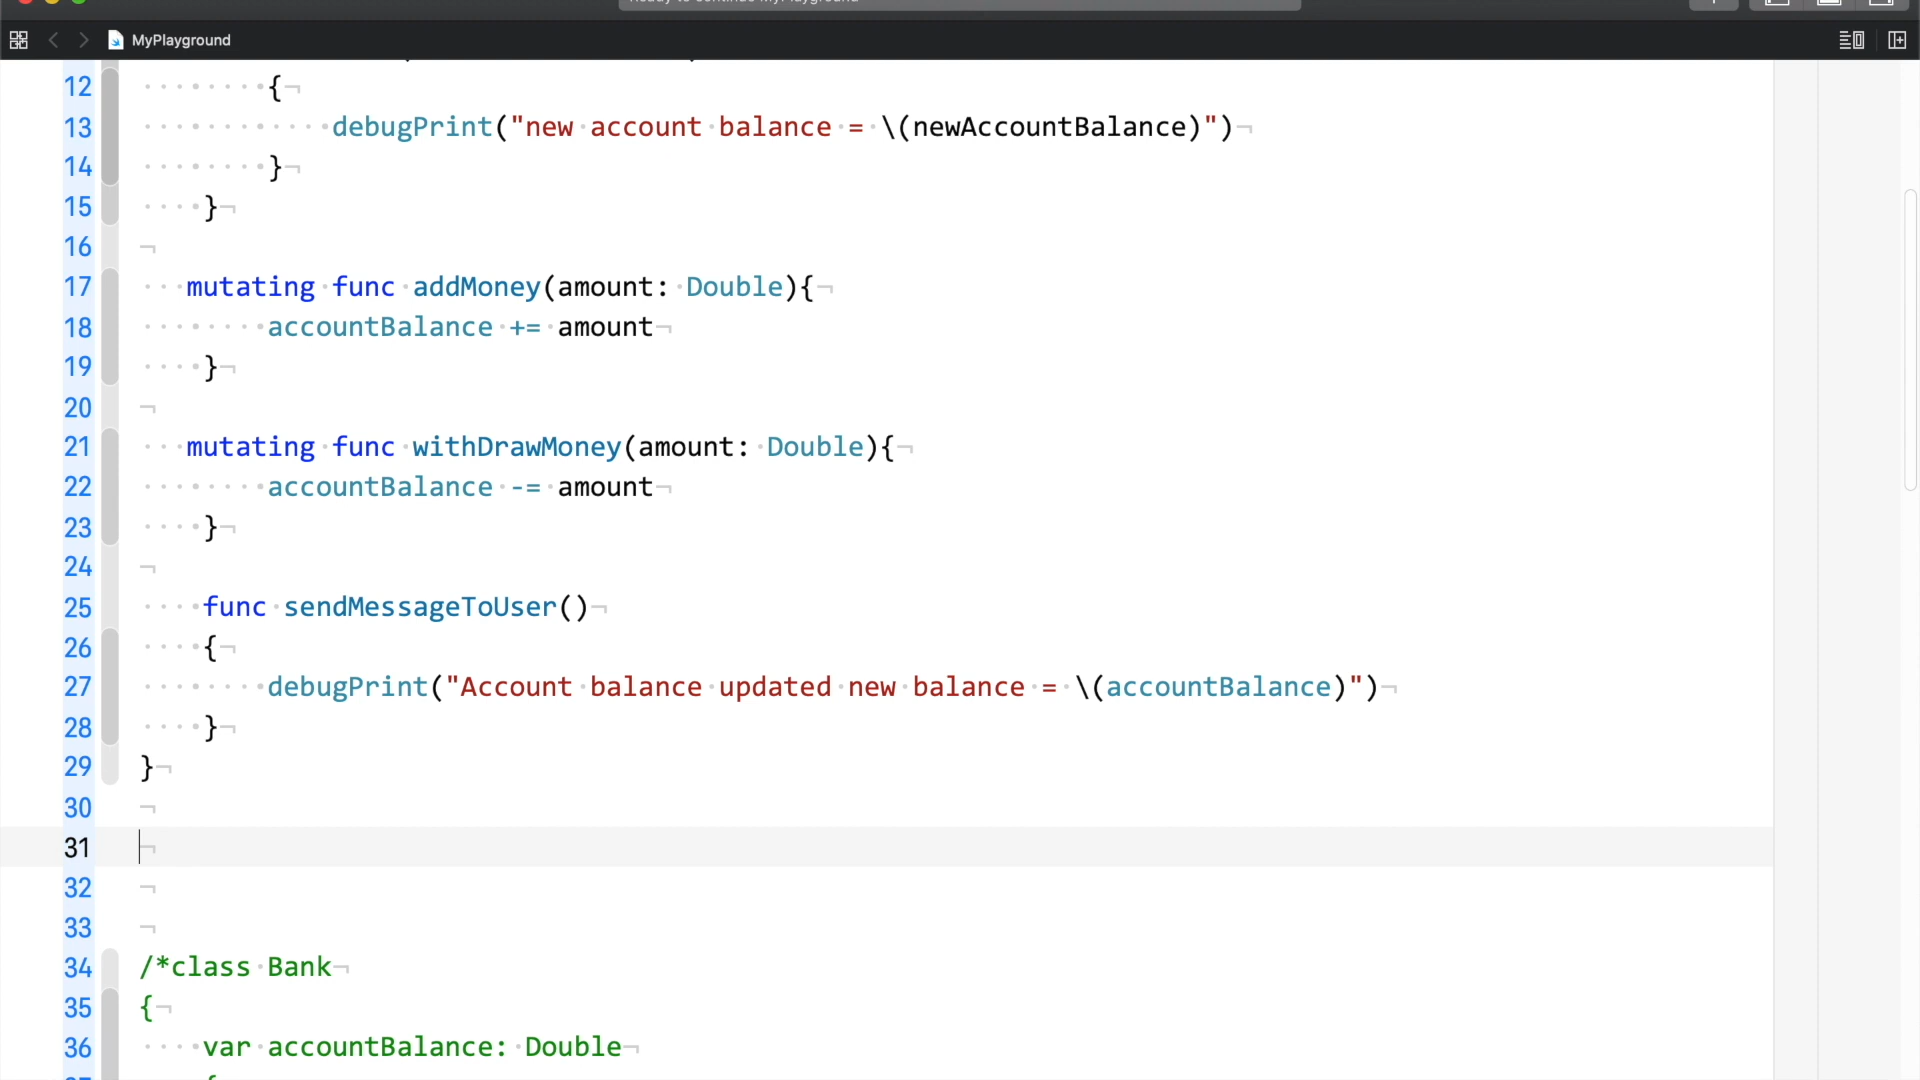 MyPlayground
12 {
13 debugPrint("new account balance = \(newAccountBalance)")
14 }
15 }
16
17 mutating func addMoney(amount: Double){
18 accountBalance += amount
19 }
20
21 mutating func withDrawMoney(amount: Double){
22 accountBalance -= amount
23 }
24
25 func sendMessageToUser()
26 {
27 debugPrint("Account balance updated new balance = \(accountBalance)")
28 }
29 }
30
31
32
33
34 /*class Bank
35 {
36 var accountBalance: Double